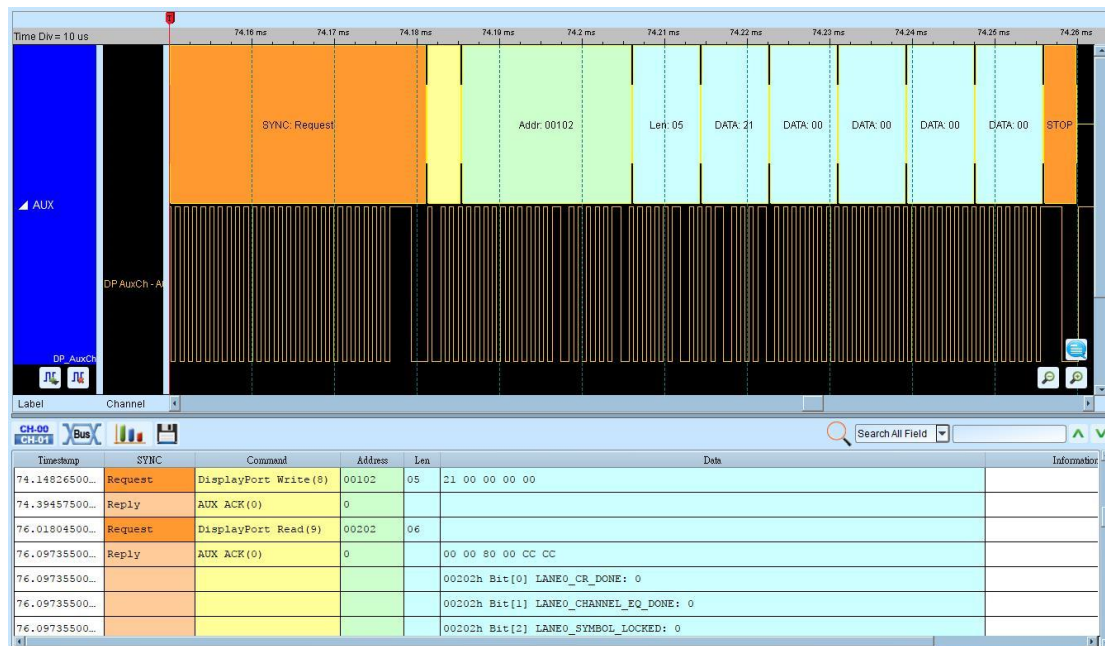 Time Div = 10 us
74.16 ms 74.17 ms 74.18 ms 74.19 ms 74.2 ms 74.21 ms 74.22 ms 74.23 ms 74.24 ms 74.25 ms 74.26 ms
SYNC: Request Addr: 00102 Len: 05 DATA: 21 DATA: 00 DATA: 00 DATA: 00 DATA: 00 STOP
AUX
DP AuxCh - A
DP_AuxCh
Label Channel
CH-00
CH-01
Bus
Search All Field
Timestamp SYNC Command Address Len Data Information
74.14826500... Request DisplayPort Write(8) 00102 05 21 00 00 00 00
74.39457500... Reply AUX ACK(0) 0
76.01804500... Request DisplayPort Read(9) 00202 06
76.09735500... Reply AUX ACK(0) 0 00 00 80 00 CC CC
76.09735500... 00202h Bit[0] LANE0_CR_DONE: 0
76.09735500... 00202h Bit[1] LANE0_CHANNEL_EQ_DONE: 0
76.09735500... 00202h Bit[2] LANE0_SYMBOL_LOCKED: 0